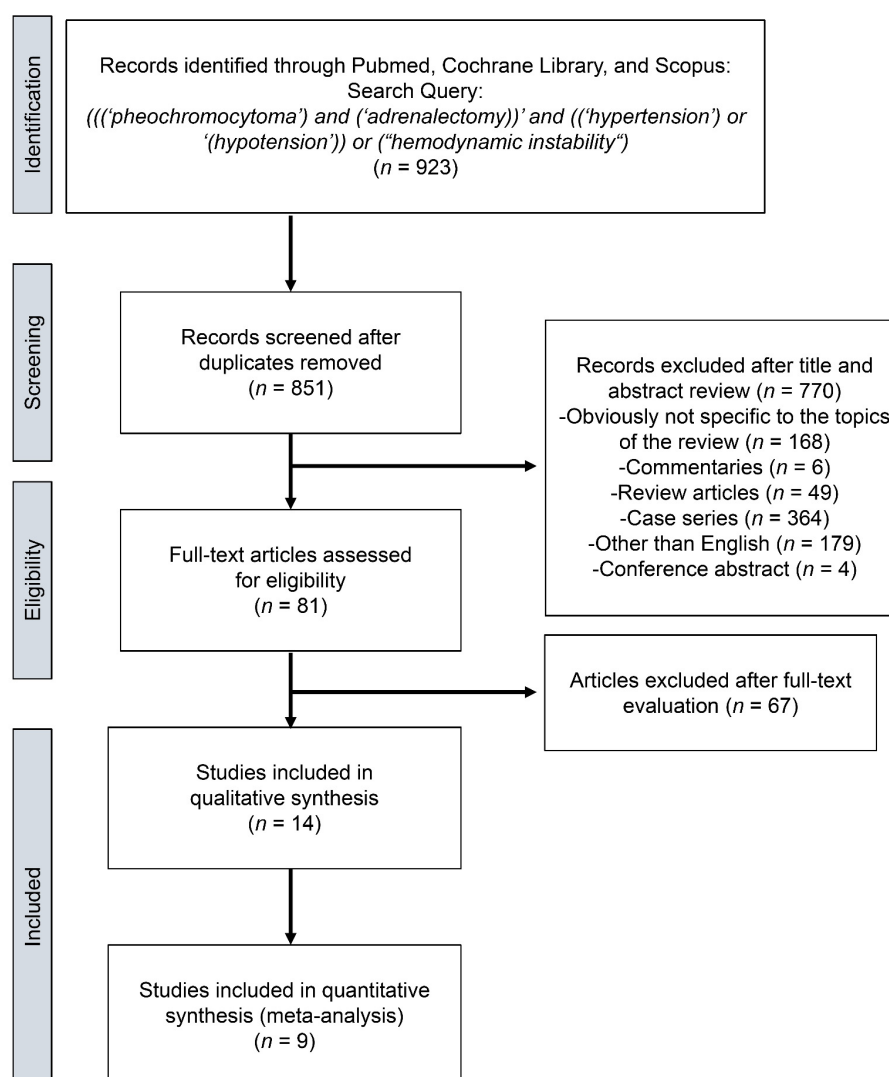 Identification
Records identified through Pubmed, Cochrane Library, and Scopus:
Search Query:
(((‘pheochromocytoma’) and (‘adrenalectomy))’ and ((‘hypertension’) or
‘(hypotension’)) or (“hemodynamic instability“)
(n = 923)
Screening
Records screened after
duplicates removed
(n = 851)
Records excluded after title and
abstract review (n = 770)
-Obviously not specific to the topics
of the review (n = 168)
-Commentaries (n = 6)
-Review articles (n = 49)
-Case series (n = 364)
-Other than English (n = 179)
-Conference abstract (n = 4)
Eligibility
Full-text articles assessed
for eligibility
(n = 81)
Articles excluded after full-text
evaluation (n = 67)
Included
Studies included in
qualitative synthesis
(n = 14)
Studies included in quantitative
synthesis (meta-analysis)
(n = 9)